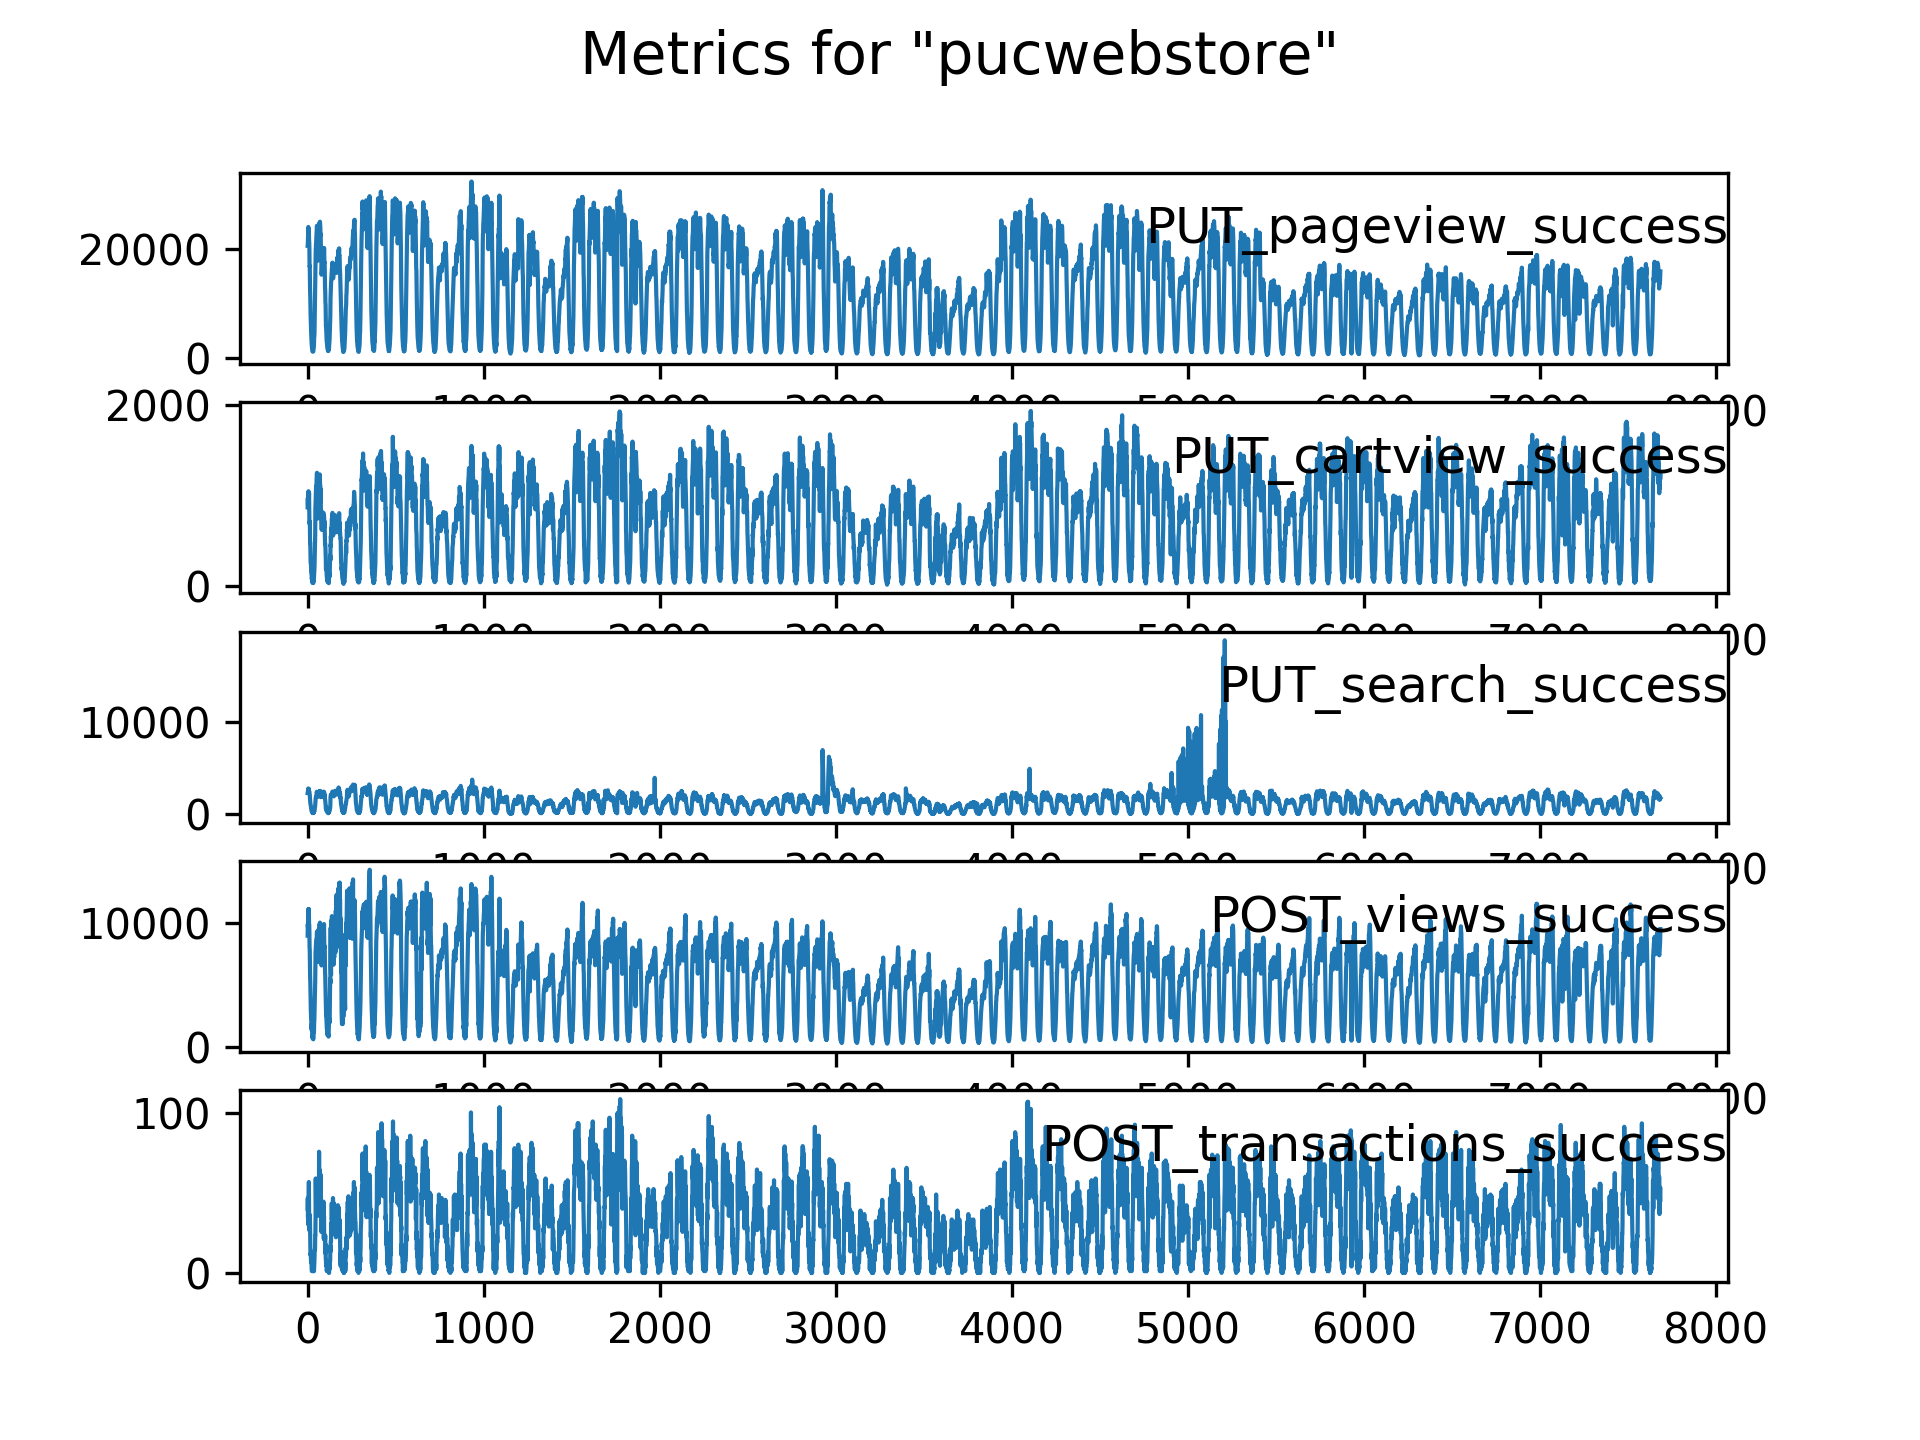 Metrics for "pucwebstore"
20000
0
PUT_pageview_success
2000
0
PUT_cartview_success
10000
0
PUT_search_success
10000
0
POST_views_success
100
0
POST_transactions_success
0 1000 2000 3000 4000 5000 6000 7000 8000